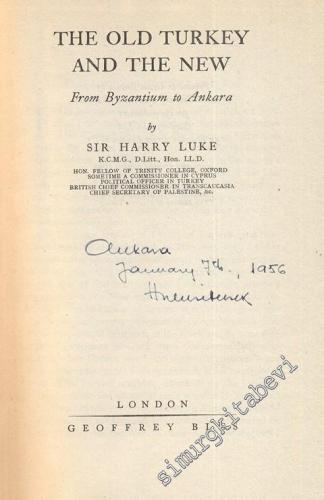 THE OLD TURKEY
AND THE NEW
From Byzantium to Ankara
by
SIR HARRY LUKE
K.C.M.G., D.Litt., Hon. LL.D.
HON. FELLOW OF TRINITY COLLEGE, OXFORD
SOMETIME A COMMISSIONER IN CYPRUS
POLITICAL OFFICER IN TURKEY
BRITISH CHIEF COMMISSIONER IN TRANSCAUCASIA
CHIEF SECRETARY OF PALESTINE, &c.
Ankara
January 7th., 1956
LONDON
GEOFFREY BLES
simurgkitabevi.com